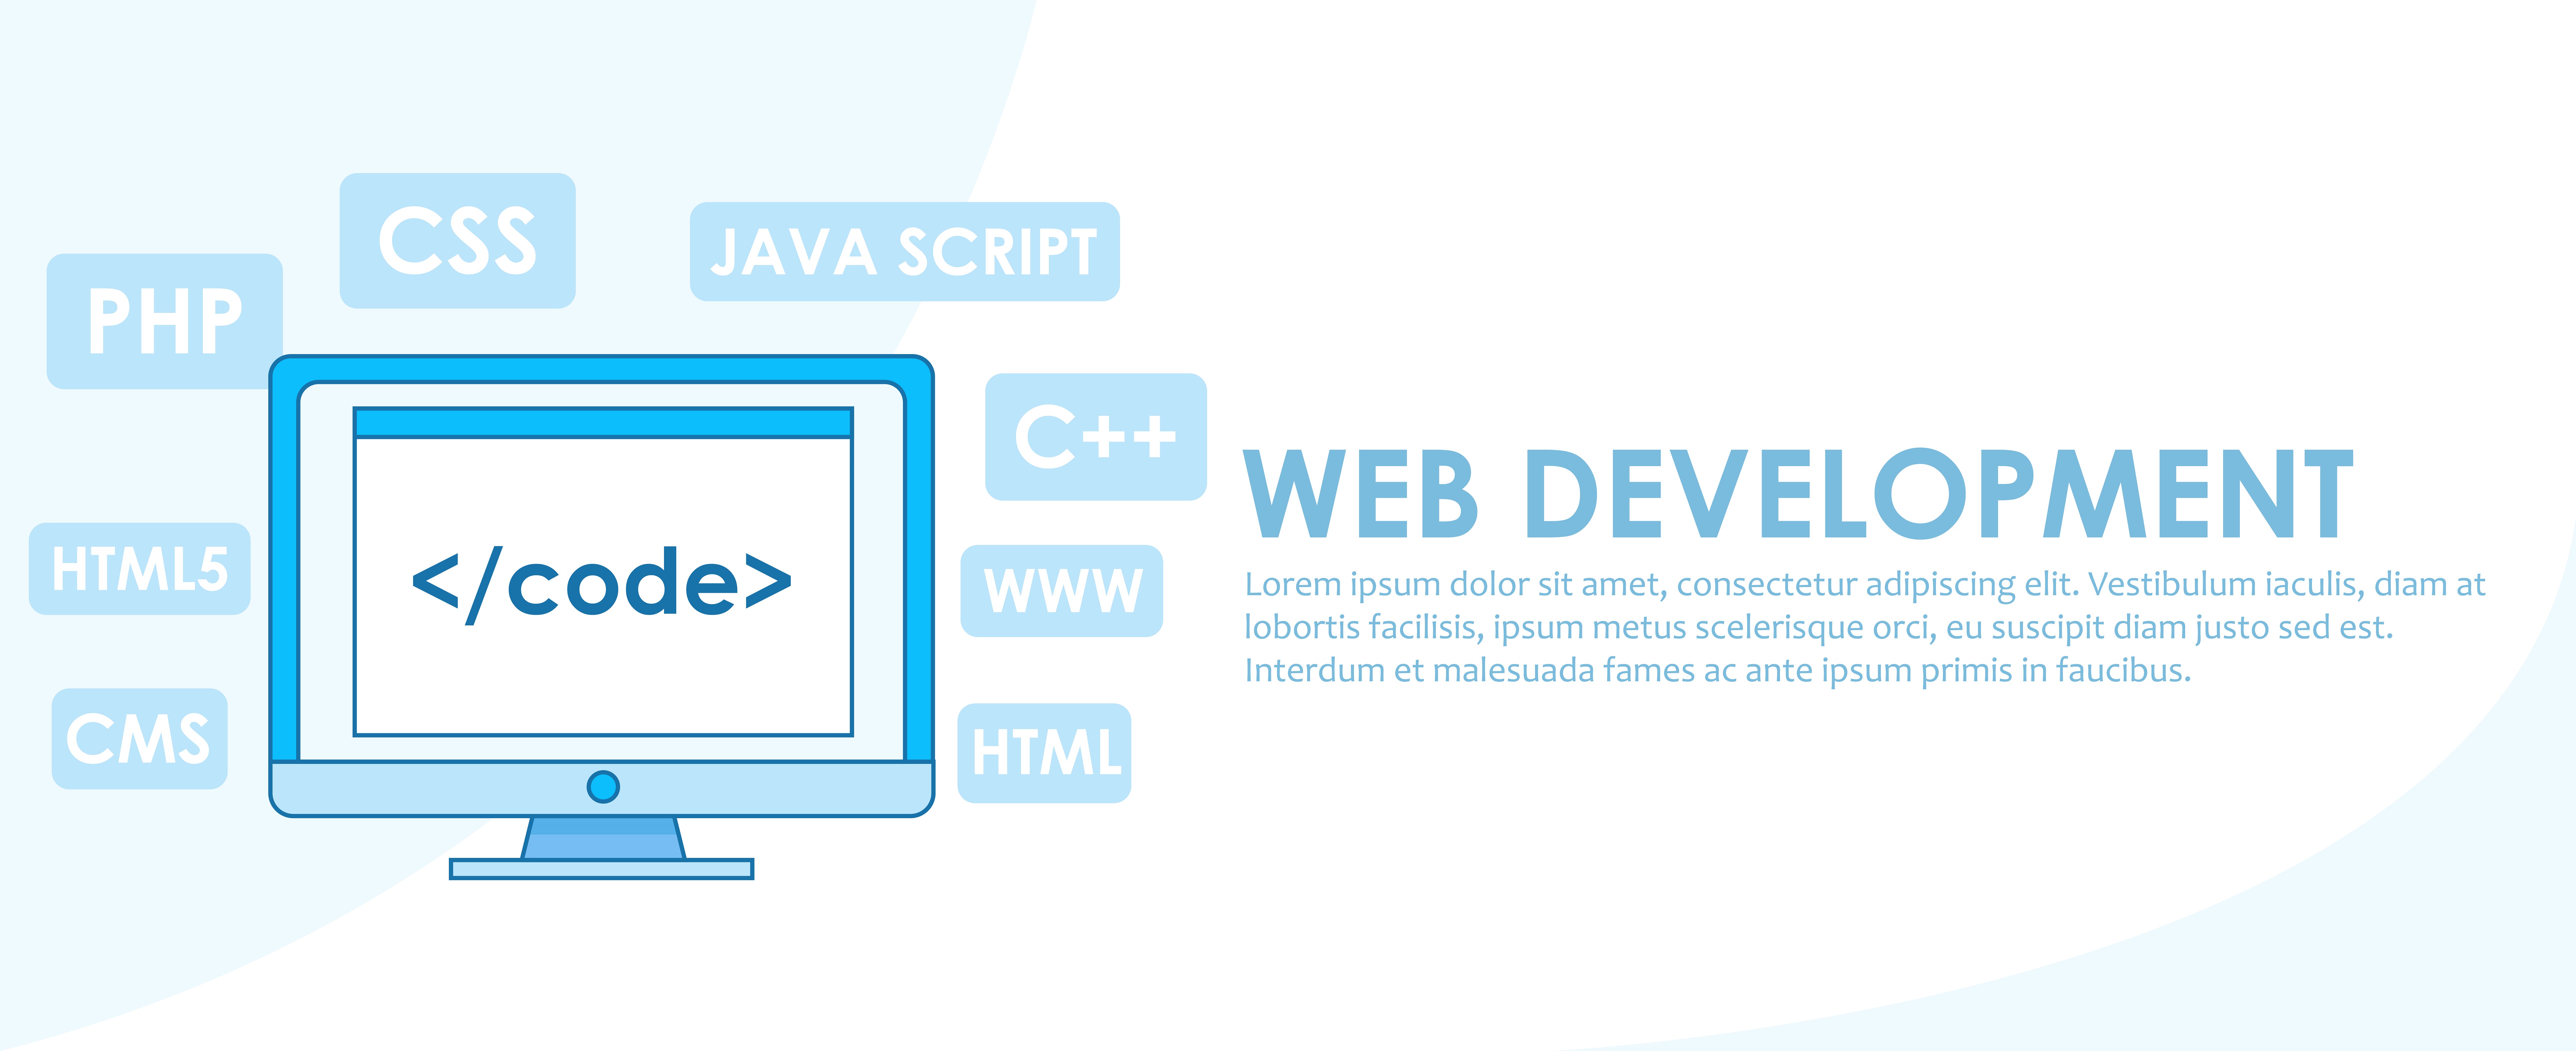 CSS
JAVA SCRIPT
PHP
C++
HTML5
</code>
WWW
CMS
HTML
WEB DEVELOPMENT
Lorem ipsum dolor sit amet, consectetur adipiscing elit. Vestibulum iaculis, diam at
lobortis facilisis, ipsum metus scelerisque orci, eu suscipit diam justo sed est.
Interdum et malesuada fames ac ante ipsum primis in faucibus.